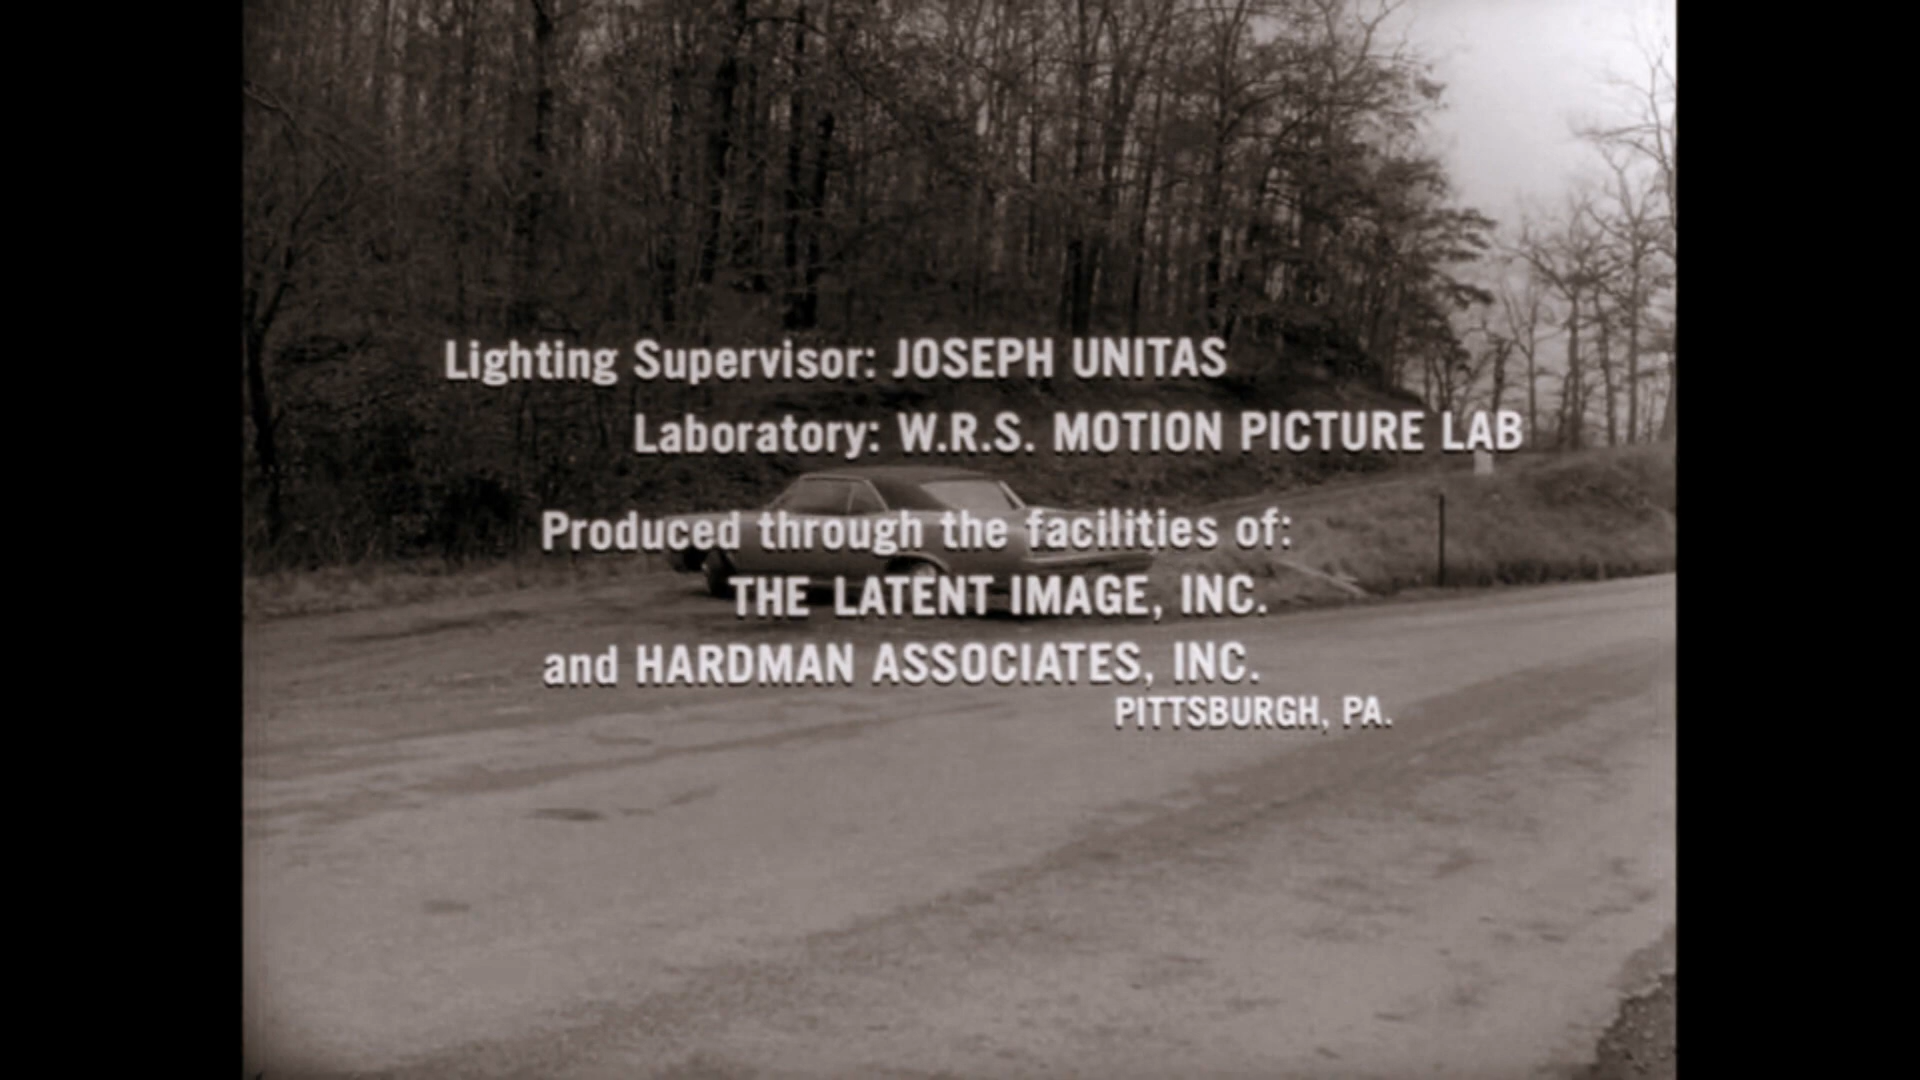 Lighting Supervisor: JOSEPH UNITAS
Laboratory: W.R.S. MOTION PICTURE LAB
Produced through the facilities of:
THE LATENT IMAGE, INC.
and HARDMAN ASSOCIATES, INC.
PITTSBURGH, PA.